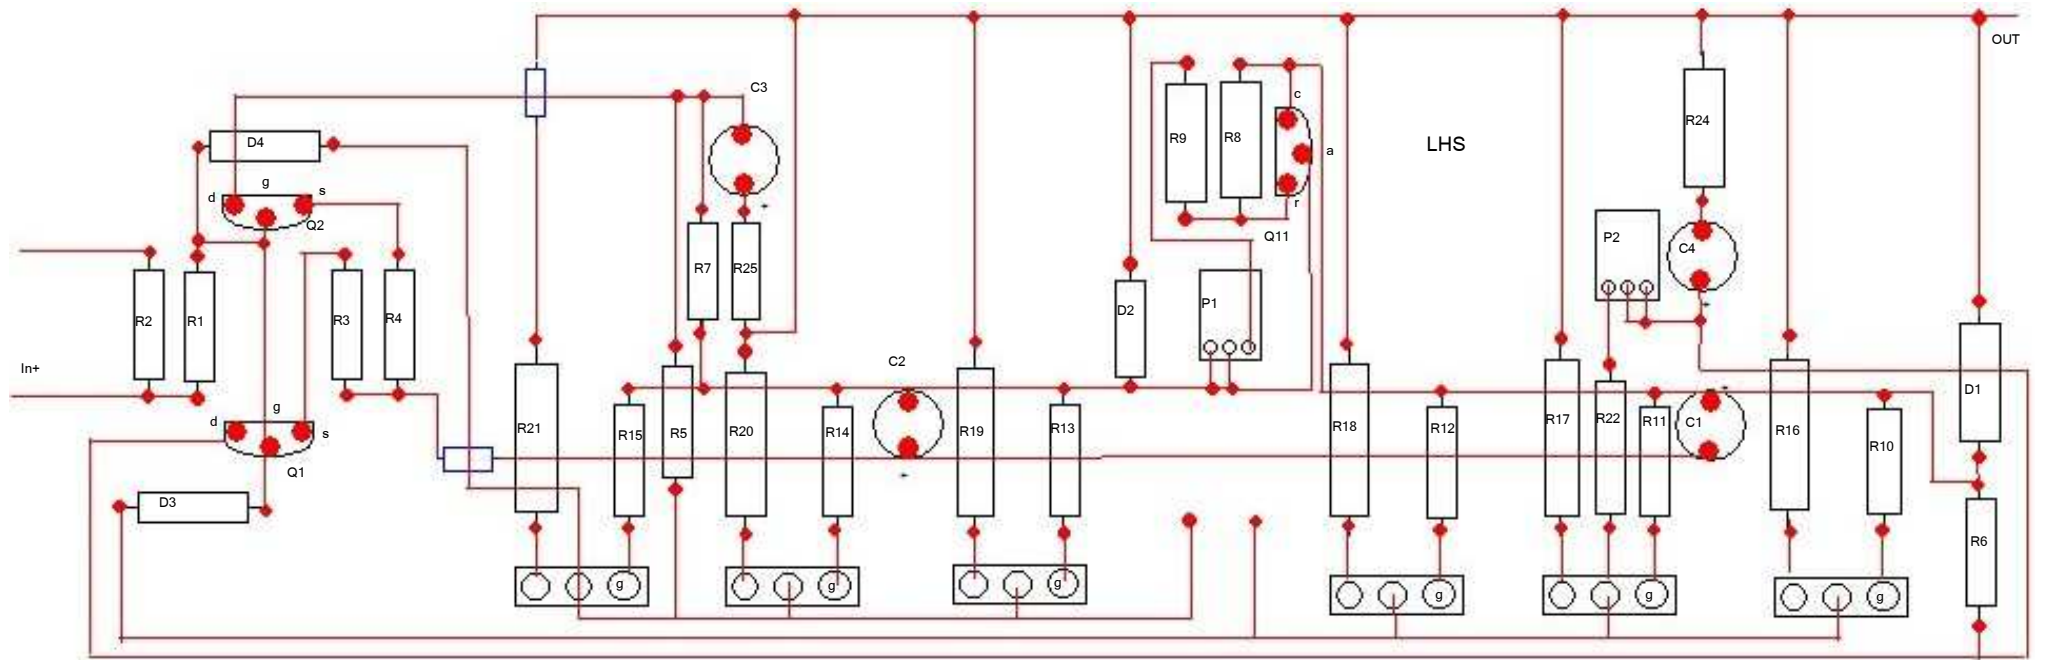 OUT
C3
c
R24
R9
R8
a
LHS
D4
g
d
s
Q2
r
Q11
P2
C4
+
In+
R2
R1
R3
R4
R7
R25
D2
P1
+
C2
+
D1
g
d
s
Q1
R21
R15
R5
R20
R14
R19
R13
R18
R12
R17
R22
R11
C1
+
R16
R10
D3
R6
g
g
g
g
g
g